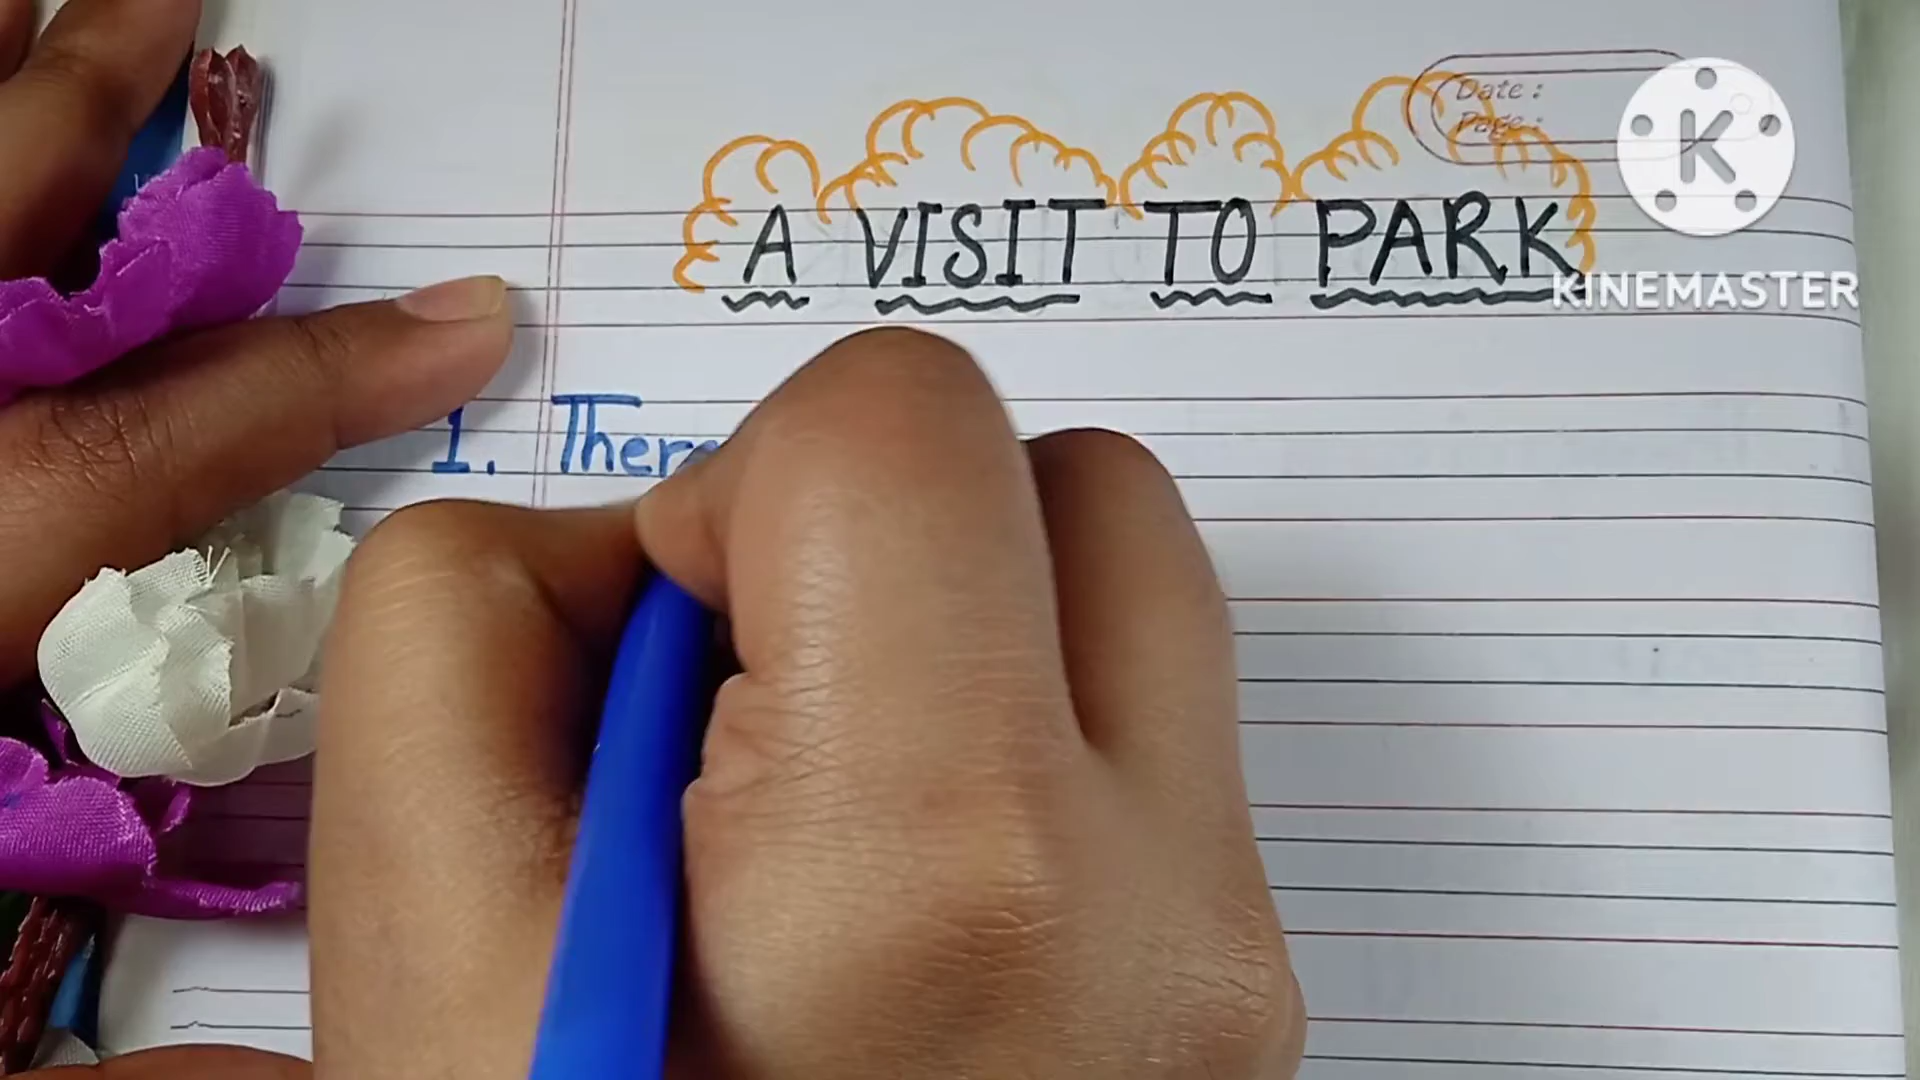 Date :
Page :
A VISIT TO PARK
K
KINEMASTER
1. There